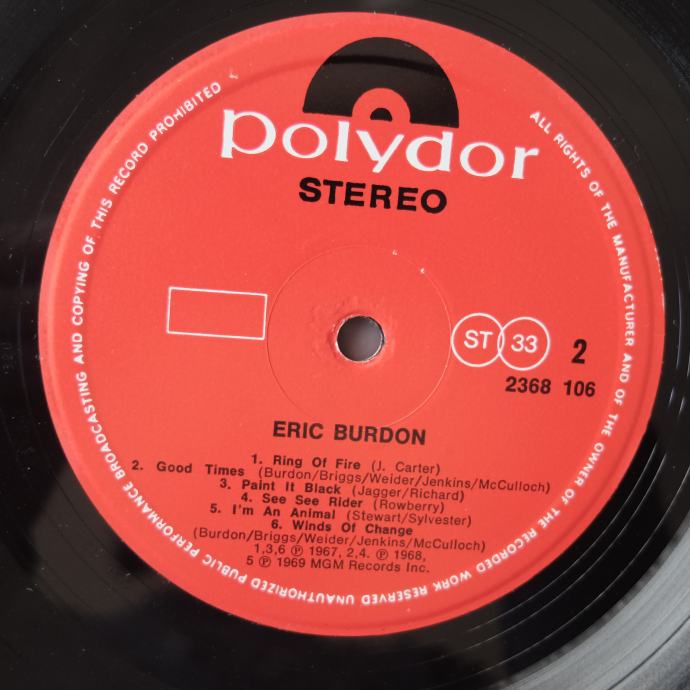 polydor
STEREO
ST 33 2
2368 106
ERIC BURDON
1. Ring Of Fire (J. Carter)
2. Good Times (Burdon/Briggs/Weider/Jenkins/McCulloch)
3. Paint It Black (Jagger/Richard)
4. See See Rider (Rowberry)
5. I'm An Animal (Stewart/Sylvester)
6. Winds Of Change
(Burdon/Briggs/Weider/Jenkins/McCulloch)
1,3,6 ℗ 1967, 2,4. ℗ 1968,
5 ℗ 1969 MGM Records Inc.
ALL RIGHTS OF THE MANUFACTURER AND OF THE OWNER OF THE RECORDED WORK RESERVED UNAUTHORIZED PUBLIC PERFORMANCE BROADCASTING AND COPYING OF THIS RECORD PROHIBITED